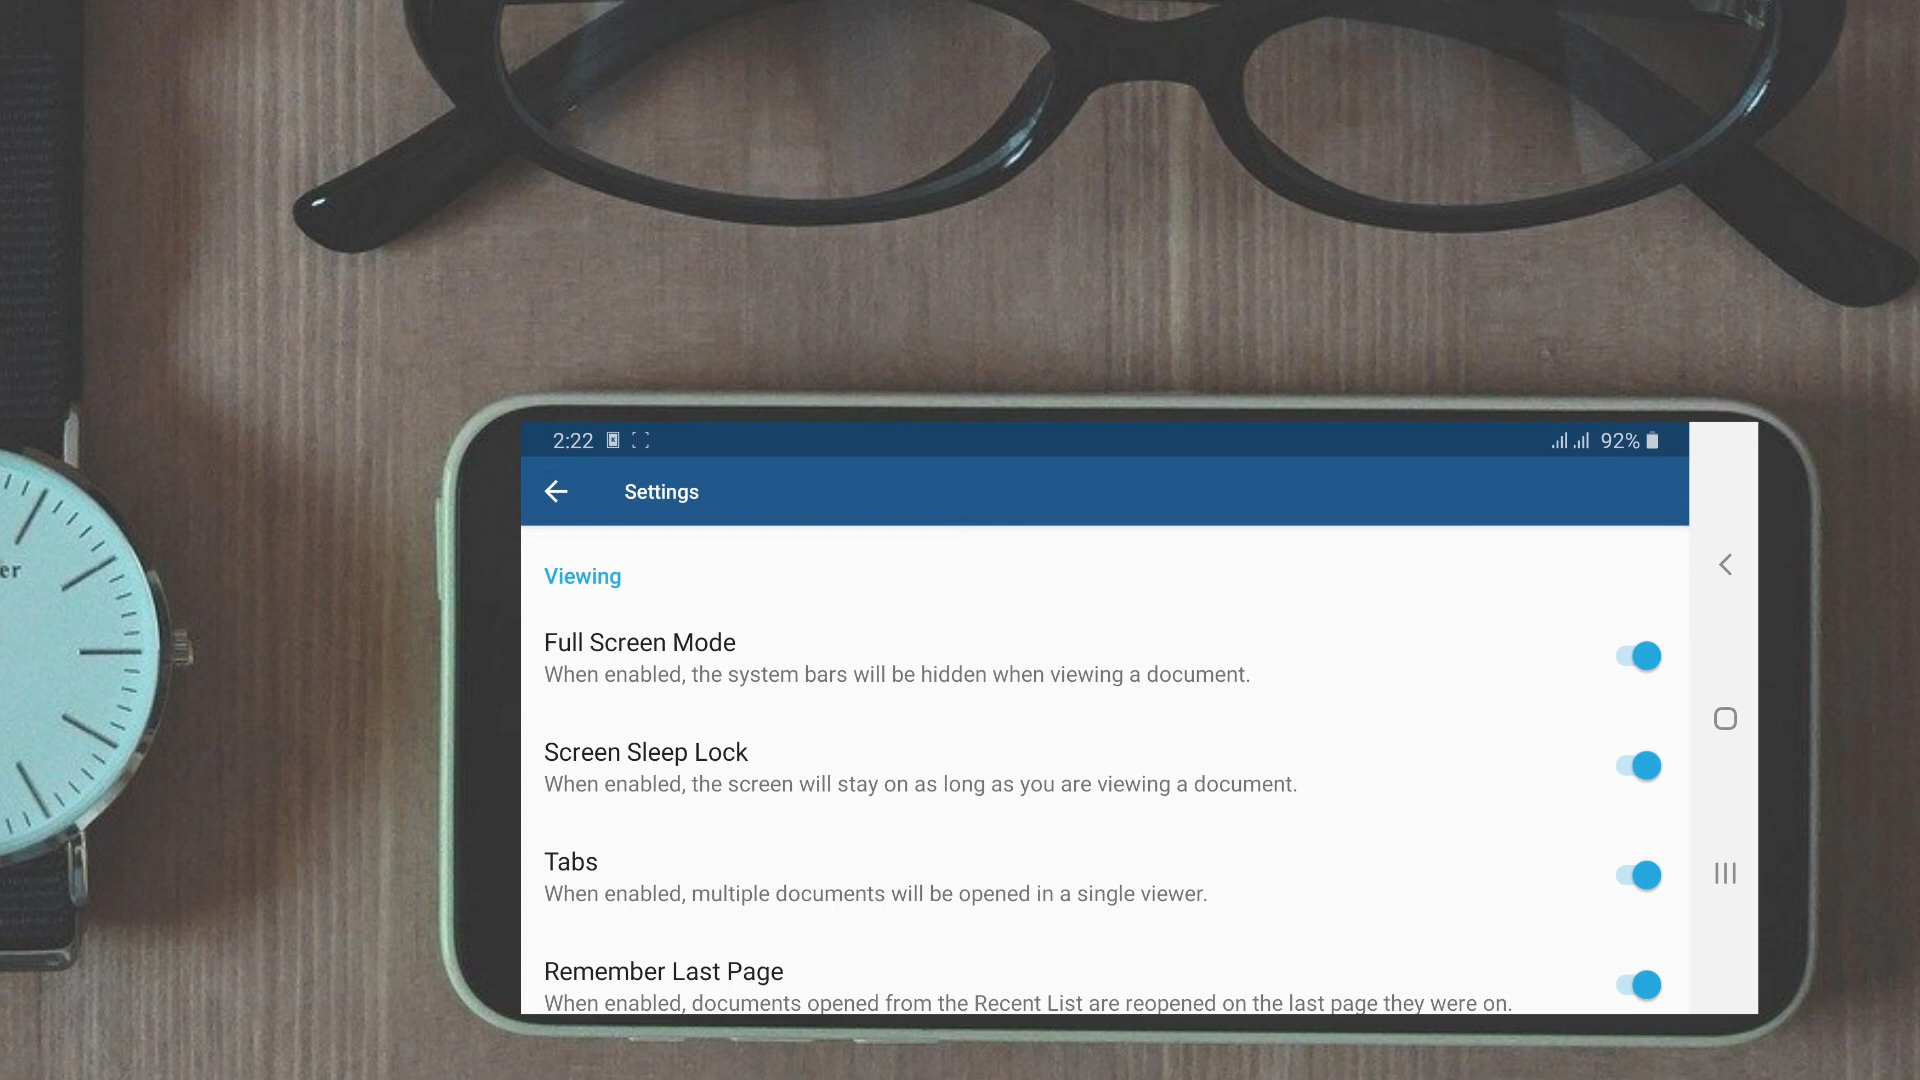 2:22
92%
Settings
Viewing
Full Screen Mode
When enabled, the system bars will be hidden when viewing a document.
Screen Sleep Lock
When enabled, the screen will stay on as long as you are viewing a document.
Tabs
When enabled, multiple documents will be opened in a single viewer.
Remember Last Page
When enabled, documents opened from the Recent List are reopened on the last page they were on.
er